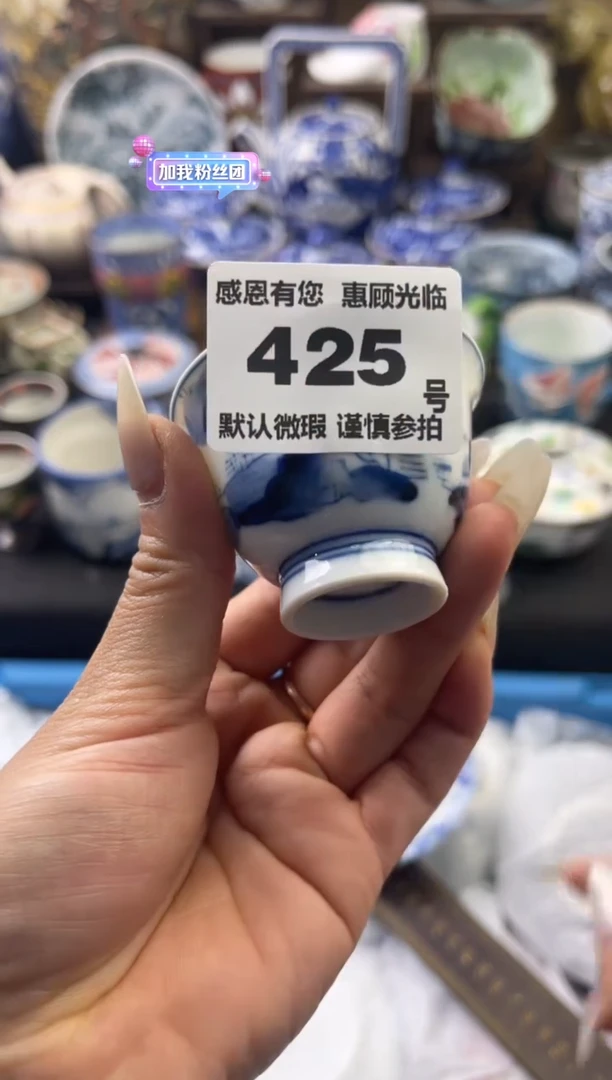 加我粉丝团
感恩有您 惠顾光临
425
号
默认微瑕 谨慎参拍